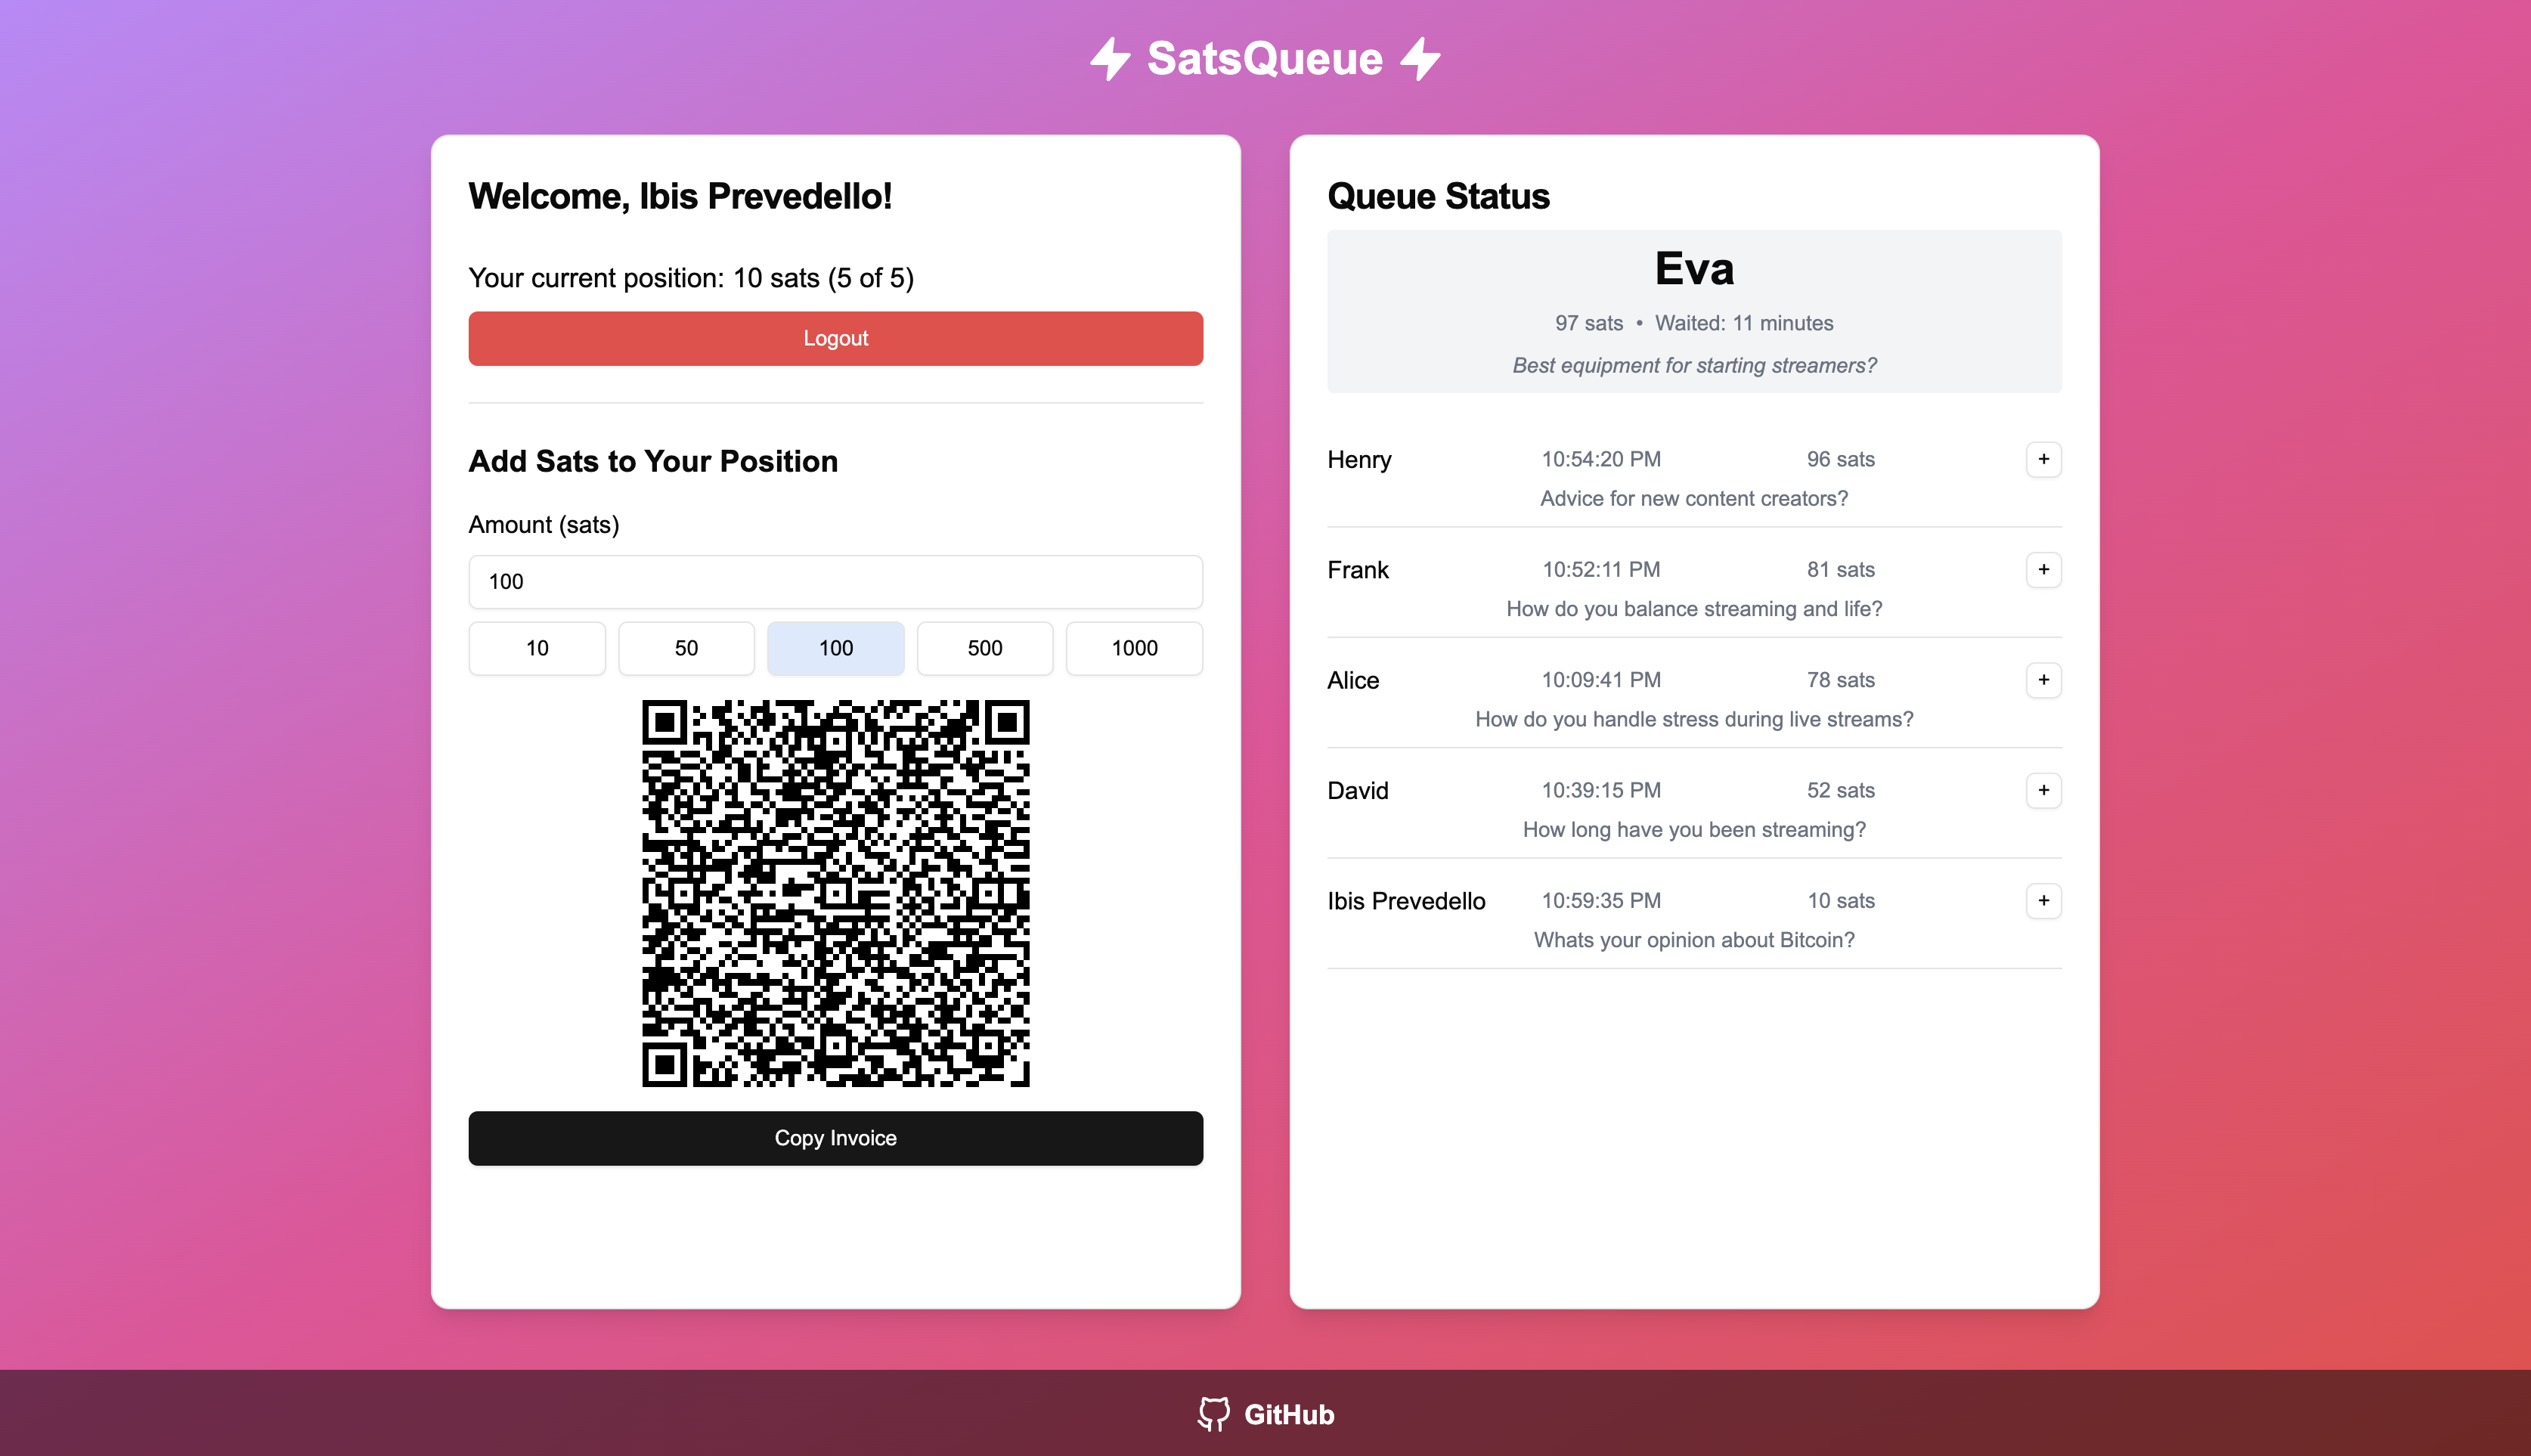 SatsQueue
Welcome, Ibis Prevedello!
Your current position: 10 sats (5 of 5)
Logout
Add Sats to Your Position
Amount (sats)
100
10 50 100 500 1000
Copy Invoice
Queue Status
Eva
97 sats • Waited: 11 minutes
Best equipment for starting streamers?
Henry 10:54:20 PM 96 sats +
Advice for new content creators?
Frank 10:52:11 PM 81 sats +
How do you balance streaming and life?
Alice 10:09:41 PM 78 sats +
How do you handle stress during live streams?
David 10:39:15 PM 52 sats +
How long have you been streaming?
Ibis Prevedello 10:59:35 PM 10 sats +
Whats your opinion about Bitcoin?
GitHub